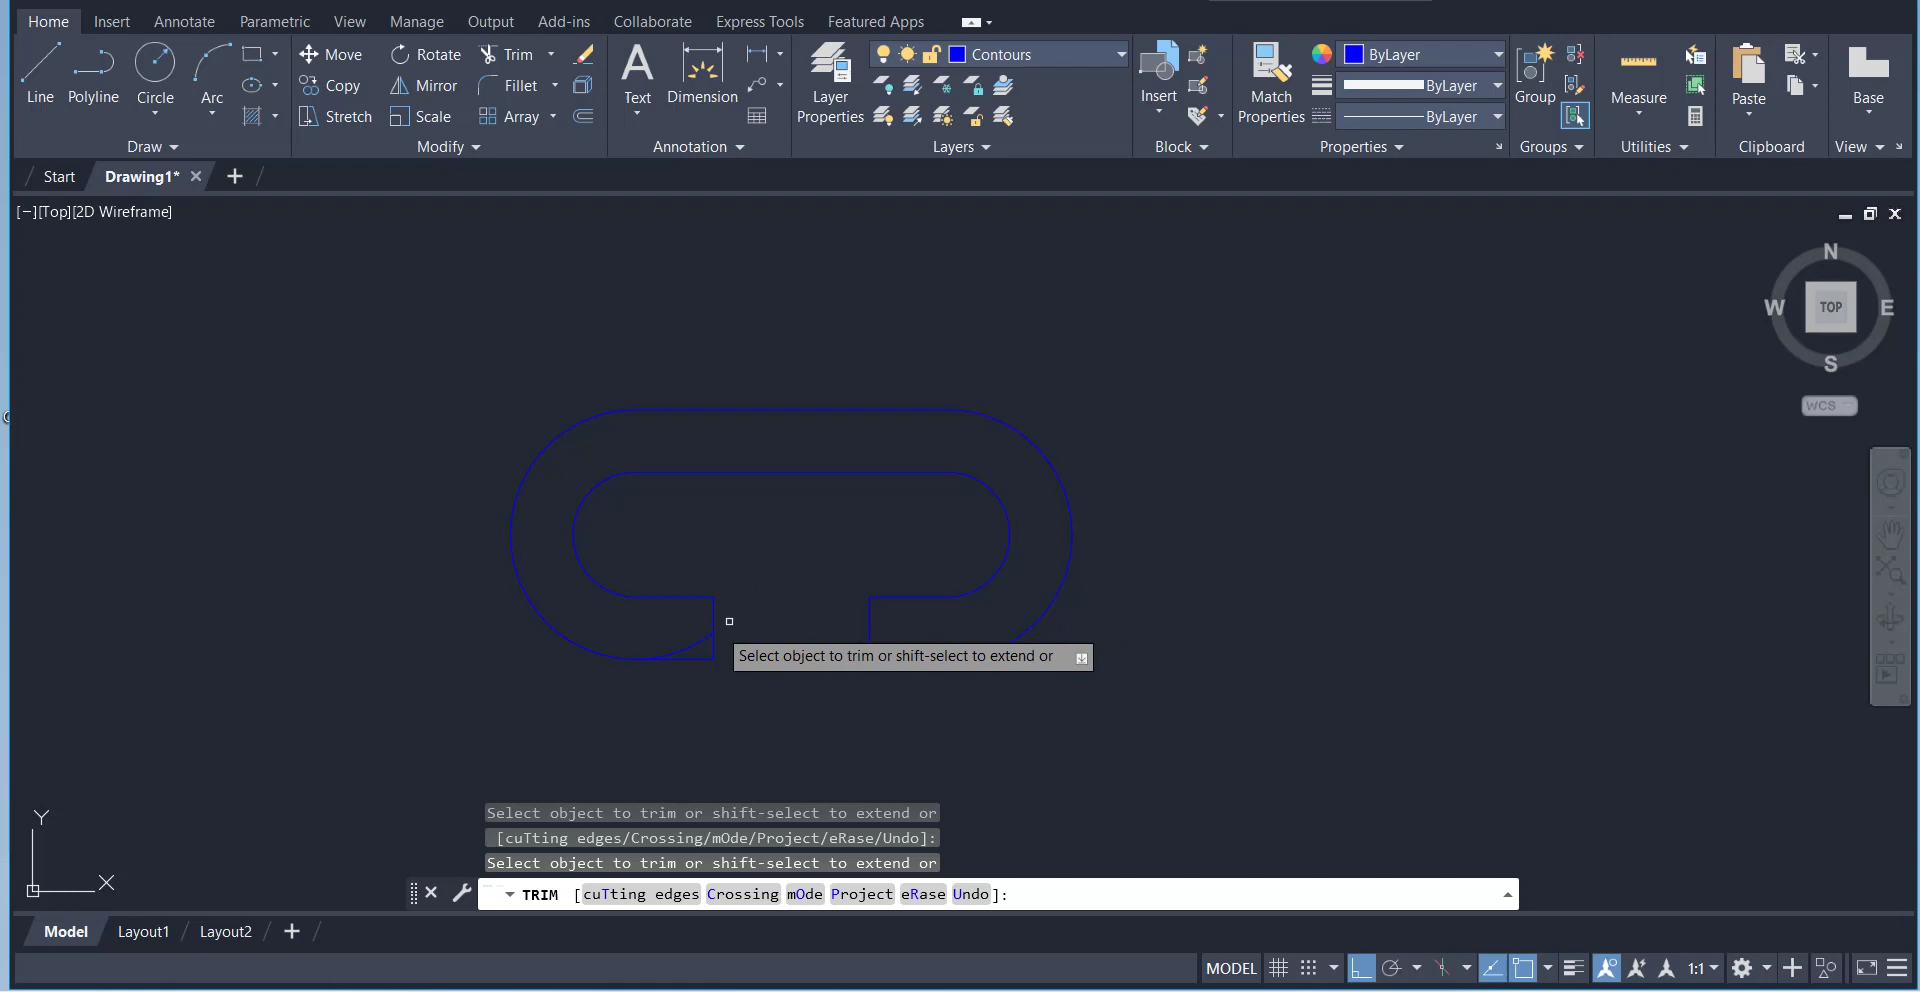 Home Insert Annotate Parametric View Manage Output Add-ins Collaborate Express Tools Featured Apps
Line Polyline Circle Arc
Move Rotate Trim
Copy Mirror Fillet
Stretch Scale Array
Text Dimension
Layer Properties
Contours
Insert
Match Properties
ByLayer
ByLayer
ByLayer
Group
Measure
Paste
Base
Draw Modify Annotation Layers Block Properties Groups Utilities Clipboard View
Start Drawing1*
[−][Top][2D Wireframe]
N
W TOP E
S
WCS
Select object to trim or shift-select to extend or
Y
X
Select object to trim or shift-select to extend or
[cuTting edges/Crossing/mOde/Project/eRase/Undo]:
Select object to trim or shift-select to extend or
TRIM [cuTting edges Crossing mOde Project eRase Undo]:
Model Layout1 Layout2
MODEL 1:1